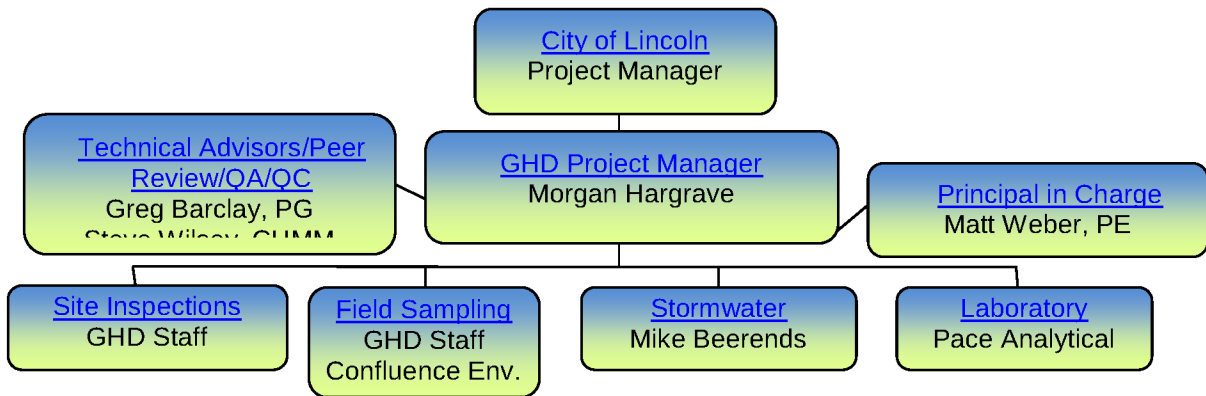 City of Lincoln
Project Manager
Technical Advisors/Peer
Review/QA/QC
Greg Barclay, PG
Steve CHMM
GHD Project Manager
Morgan Hargrave
Principal in Charge
Matt Weber, PE
Site Inspections
GHD Staff
Field Sampling
GHD Staff
Confluence Env.
Stormwater
Mike Beerends
Laboratory
Pace Analytical